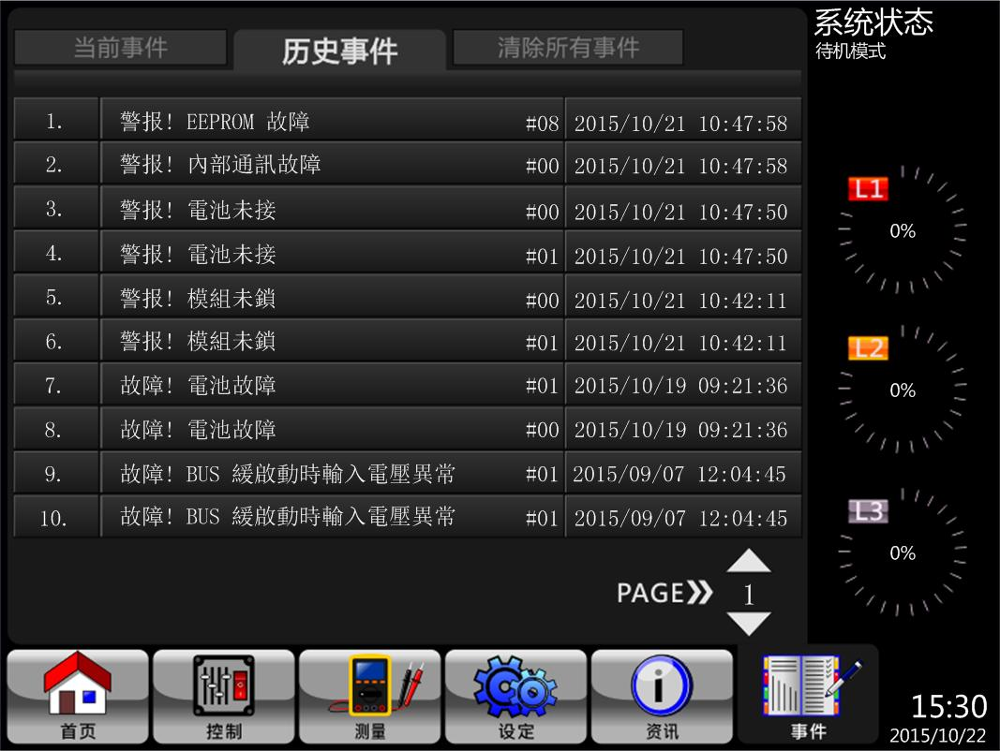 当前事件 历史事件 清除所有事件
系统状态
待机模式
1. 警报! EEPROM 故障 #08 2015/10/21 10:47:58
2. 警报! 內部通訊故障 #00 2015/10/21 10:47:58
3. 警报! 電池未接 #00 2015/10/21 10:47:50
4. 警报! 電池未接 #01 2015/10/21 10:47:50
5. 警报! 模組未鎖 #00 2015/10/21 10:42:11
6. 警报! 模組未鎖 #01 2015/10/21 10:42:11
7. 故障! 電池故障 #01 2015/10/19 09:21:36
8. 故障! 電池故障 #00 2015/10/19 09:21:36
9. 故障! BUS 緩啟動時輸入電壓異常 #01 2015/09/07 12:04:45
10. 故障! BUS 緩啟動時輸入電壓異常 #01 2015/09/07 12:04:45
PAGE 1
L1
0%
L2
0%
L3
0%
首页 控制 测量 设定 资讯 事件
15:30
2015/10/22